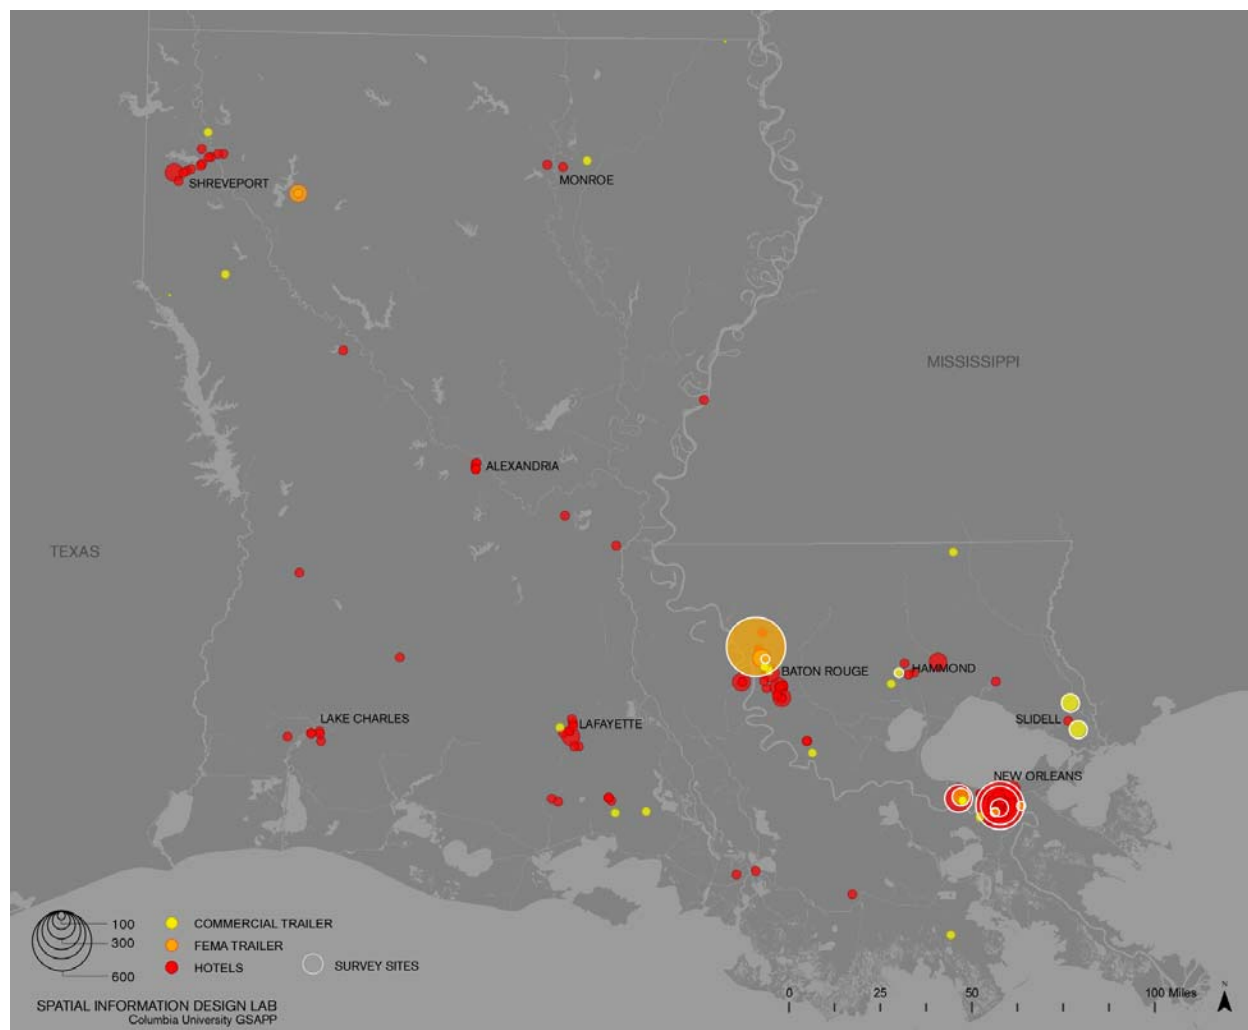 SHREVEPORT
MONROE
MISSISSIPPI
ALEXANDRIA
TEXAS
BATON ROUGE
HAMMOND
LAKE CHARLES
LAFAYETTE
SLIDELL
NEW ORLEANS
100
300
600
COMMERCIAL TRAILER
FEMA TRAILER
HOTELS
SURVEY SITES
SPATIAL INFORMATION DESIGN LAB
Columbia University GSAPP
0 25 50 100 Miles
N